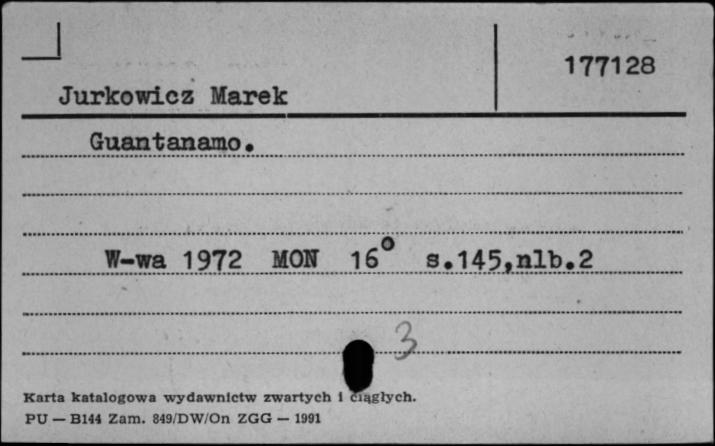 177128
Jurkowicz Marek
Guantanamo.
W-wa 1972 MON 16° s.145,nlb.2
3
Karta katalogowa wydawnictw zwartych i ciągłych.
PU — B144 Zam. 849/DW/On ZGG — 1991